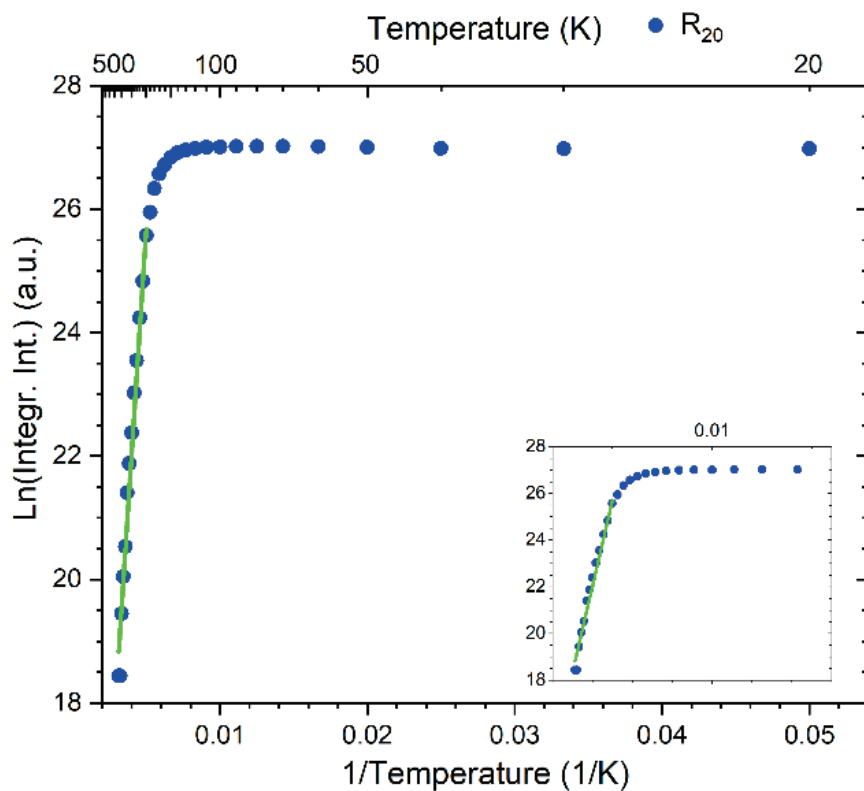 Temperature (K)
R₂₀
500 100 50 20
28
26
24
22
20
18
Ln(Integr. Int.) (a.u.)
0.01
28
26
24
22
20
18
0.01 0.02 0.03 0.04 0.05
1/Temperature (1/K)